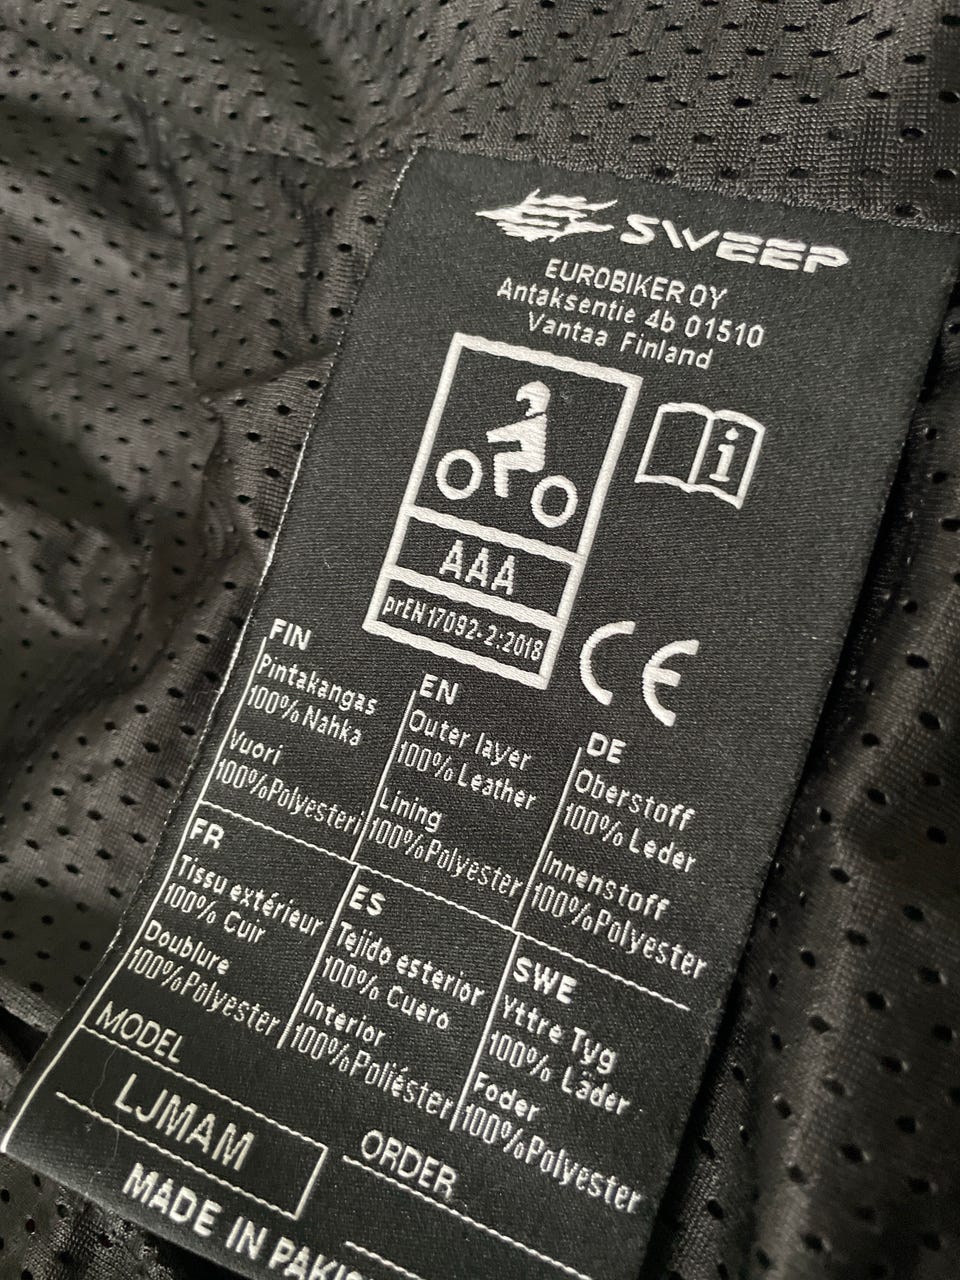 SWEEP
EUROBIKER OY
Antaksentie 4b 01510
Vantaa Finland
i
AAA
prEN 17092-2:2018
CE
FIN
Pintakangas
100% Nahka
Vuori
100%Polyesteri
EN
Outer layer
100% Leather
Lining
100%Polyester
DE
Oberstoff
100% Leder
Innenstoff
100%Polyester
FR
Tissu extérieur
100% Cuir
Doublure
100%Polyester
ES
Tejido esterior
100% Cuero
Interior
100%Poliéster
SWE
Yttre Tyg
100% Läder
Foder
100%Polyester
MODEL
LJMAM
ORDER
MADE IN